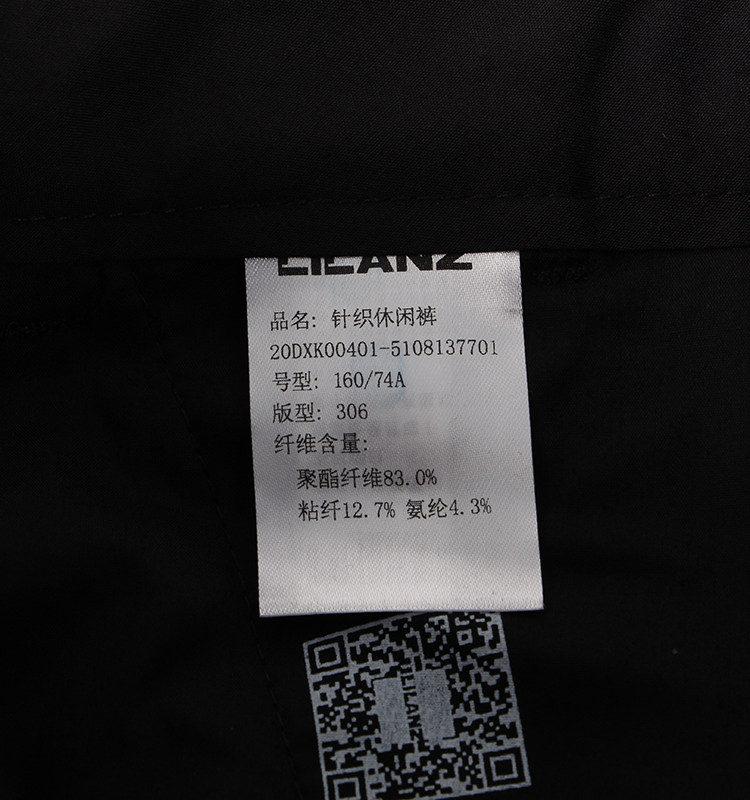 LILANZ
品名: 针织休闲裤
20DXK00401-5108137701
号型: 160/74A
版型: 306
纤维含量:
聚酯纤维83.0%
粘纤12.7% 氨纶4.3%
LILANZ